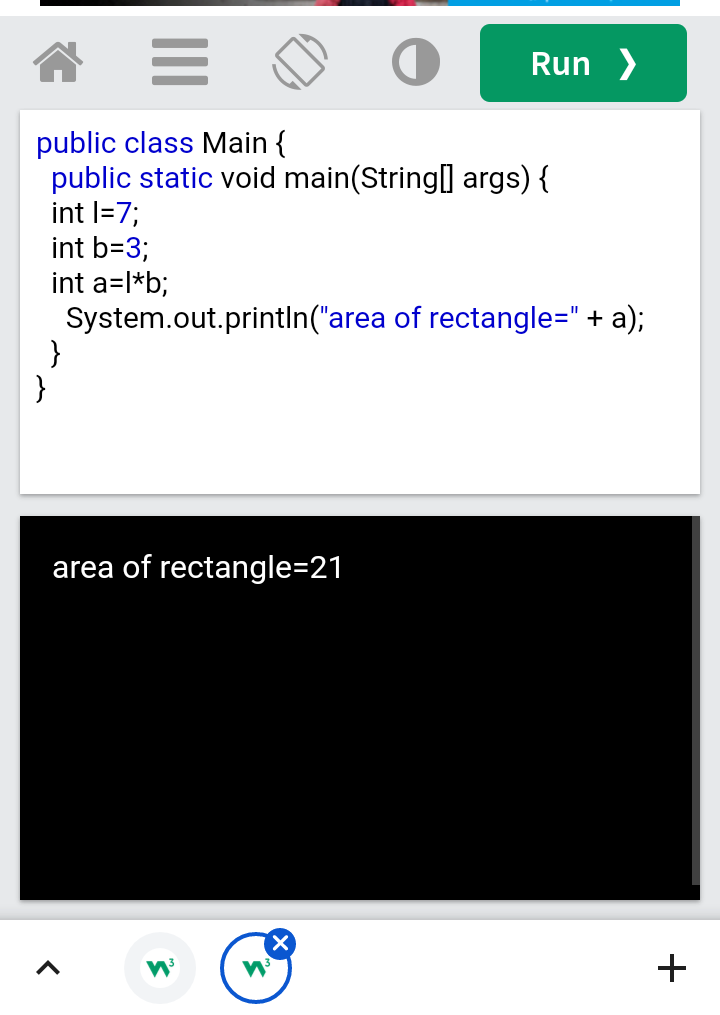 Run ❯
public class Main {
public static void main(String[] args) {
int l=7;
int b=3;
int a=l*b;
System.out.println("area of rectangle=" + a);
}
}
area of rectangle=21